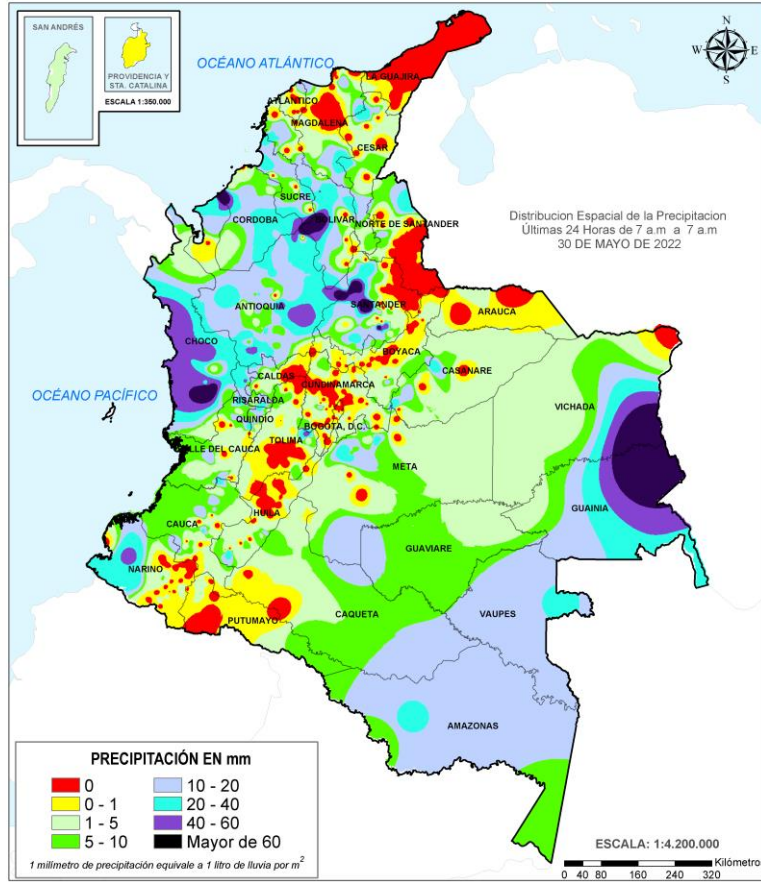 SAN ANDRÉS
PROVIDENCIA Y
STA. CATALINA
ESCALA 1:350.000
OCÉANO ATLÁNTICO
N
W
E
S
LA GUAJIRA
ATLÁNTICO
MAGDALENA
CESAR
SUCRE
CORDOBA
BOLIVAR
NORTE DE SANTANDER
Distribucion Espacial de la Precipitacion
Últimas 24 Horas de 7 a.m a 7 a.m
30 DE MAYO DE 2022
ANTIOQUIA
SANTANDER
ARAUCA
CHOCO
BOYACA
OCÉANO PACÍFICO
CALDAS
CUNDINAMARCA
CASANARE
RISARALDA
VICHADA
QUINDIO
BOGOTA, D.C.
TOLIMA
VALLE DEL CAUCA
META
GUAINIA
HUILA
CAUCA
GUAVIARE
NARIÑO
CAQUETA
VAUPES
PUTUMAYO
AMAZONAS
PRECIPITACIÓN EN mm
0
10 - 20
0 - 1
20 - 40
1 - 5
40 - 60
5 - 10
Mayor de 60
1 milímetro de precipitación equivale a 1 litro de lluvia por m2
ESCALA: 1:4.200.000
Kilómetro
0 40 80 160 240 320